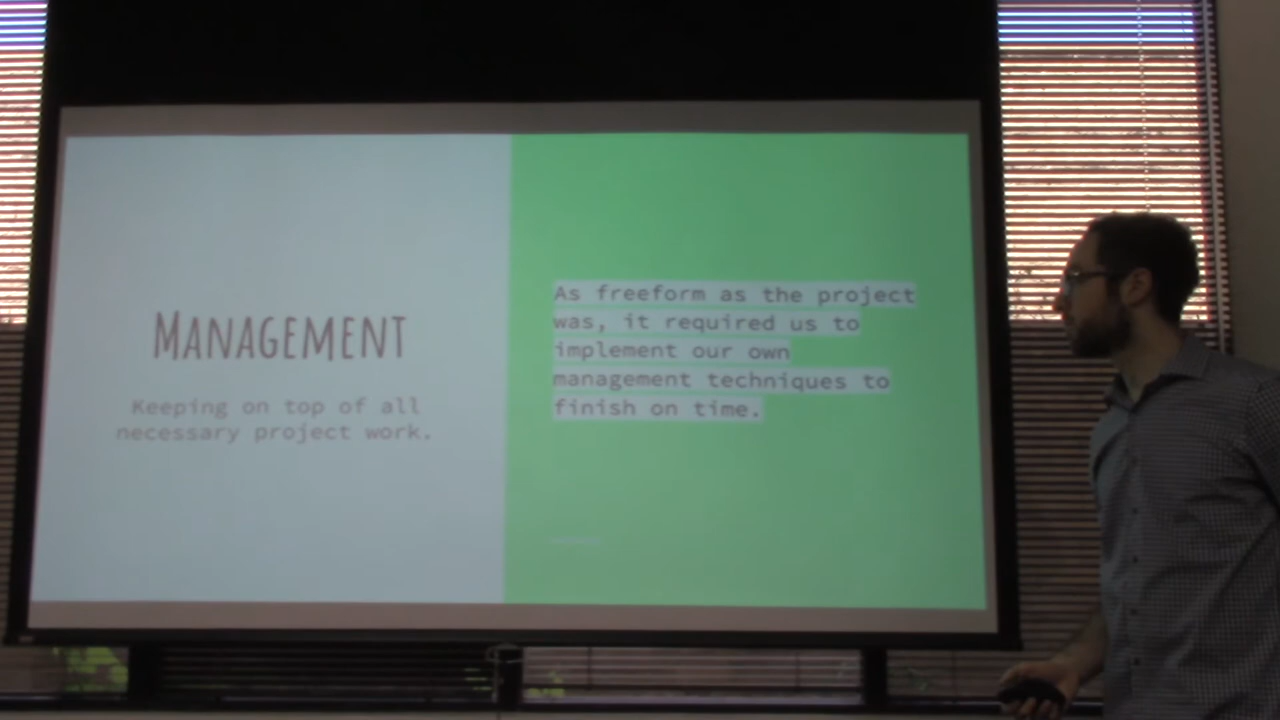 MANAGEMENT
Keeping on top of all
necessary project work.
As freeform as the project
was, it required us to
implement our own
management techniques to
finish on time.